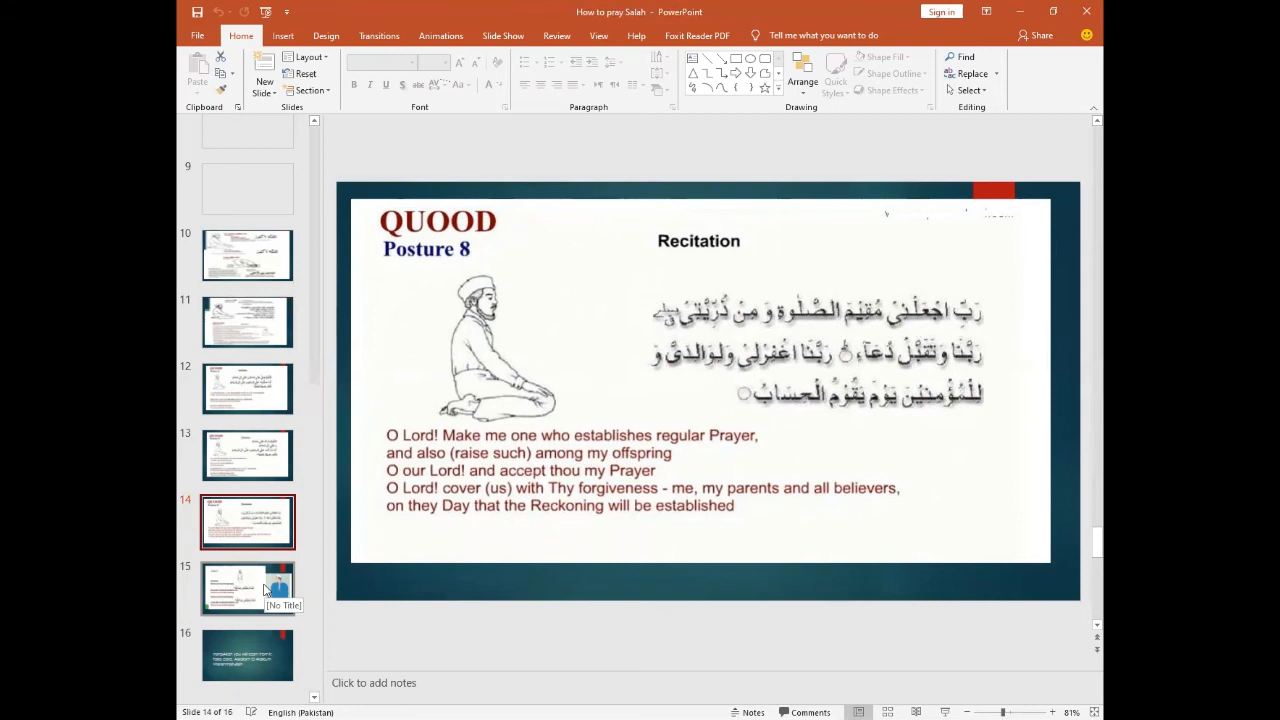 How to pray Salah - PowerPoint
Sign in
File Home Insert Design Transitions Animations Slide Show Review View Help Foxit Reader PDF Tell me what you want to do Share
Paste
New Slide
Layout
Reset
Section
Arrange
Quick Styles
Shape Fill
Shape Outline
Shape Effects
Find
Replace
Select
Clipboard Slides Font Paragraph Drawing Editing
9
10
11
12
13
14
15
16
[No Title]
QUOOD
Posture 8
Recitation
رَبِّ اجْعَلْنِيْ مُقِيْمَ الصَّلٰوةِ وَ مِنْ ذُرِّيَّتِيْ
رَبَّنَا وَتَقَبَّلْ دُعَآءِ رَبَّنَا اغْفِرْلِيْ وَلِوَالِدَيَّ وَ
لِلْمُؤْمِنِيْنَ يَوْمَ يَقُوْمُ الْحِسَابُ
O Lord! Make me one who establishes regular Prayer,
and also (raise such) among my offspring
O our Lord! and accept thou my Prayer
O Lord! cover (us) with Thy forgiveness - me, my parents and all believers,
on they Day that the Reckoning will be established
Click to add notes
Slide 14 of 16 English (Pakistan) Notes Comments 81%